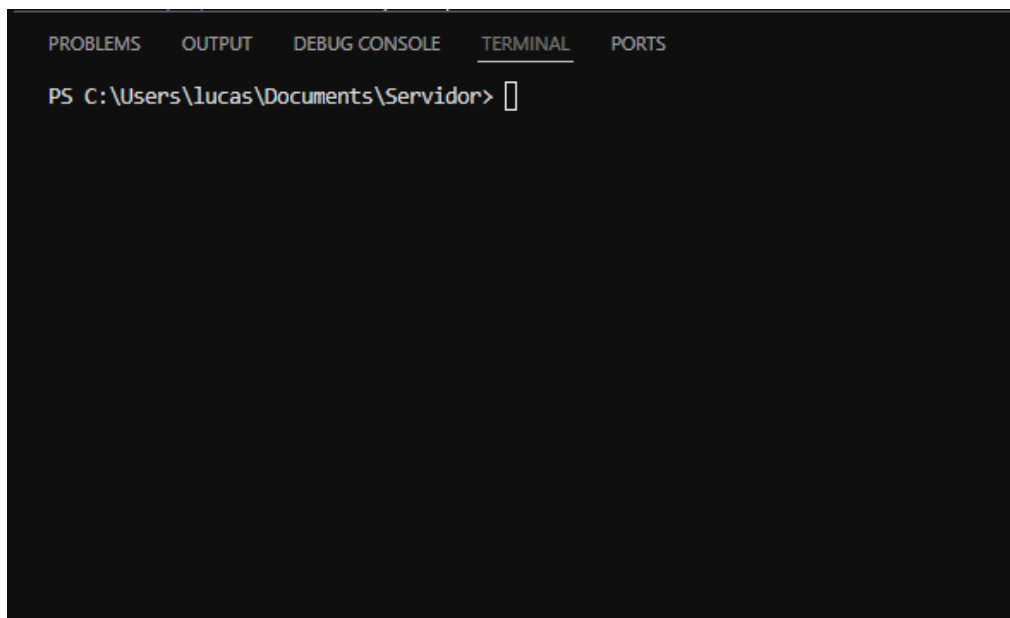 PROBLEMS OUTPUT DEBUG CONSOLE TERMINAL PORTS
PS C:\Users\lucas\Documents\Servidor>